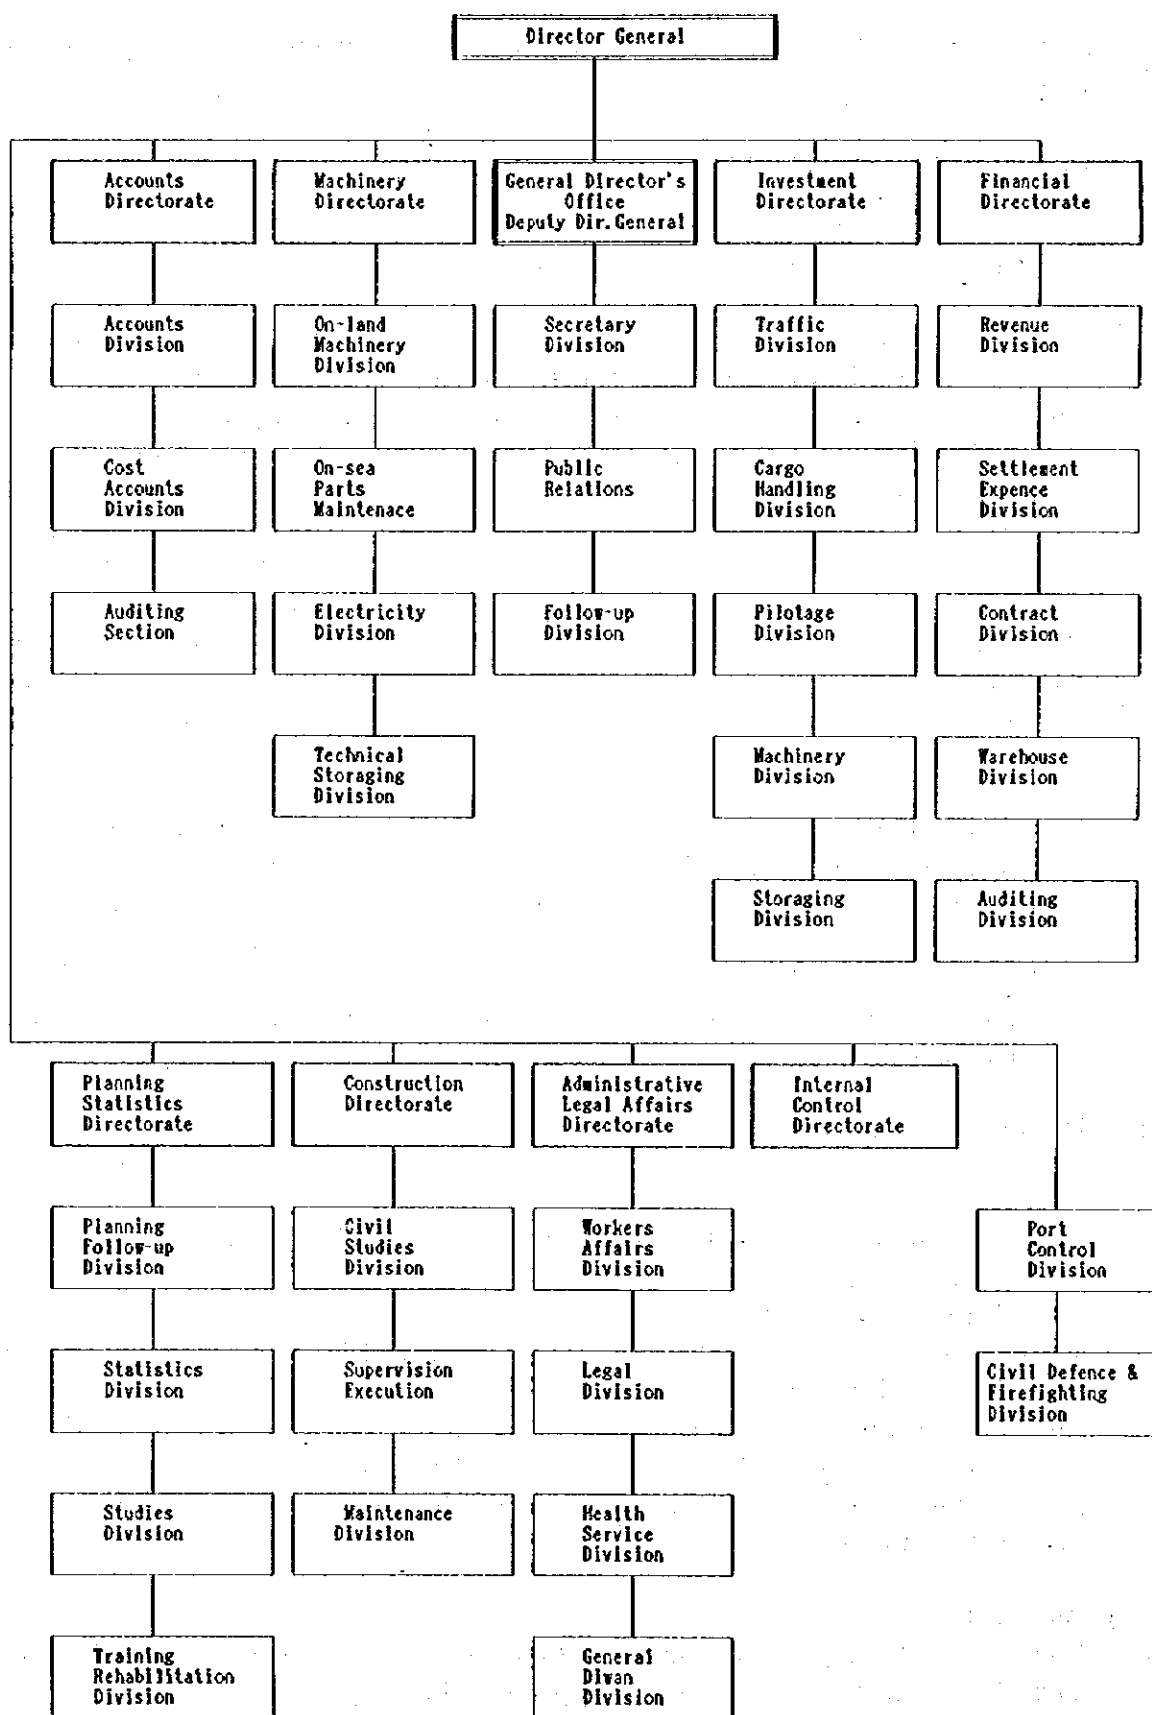 Director General
Accounts
Directorate
Machinery
Directorate
General Director's
Office
Deputy Dir.General
Investment
Directorate
Financial
Directorate
Accounts
Division
On-land
Machinery
Division
Secretary
Division
Traffic
Division
Revenue
Division
Cost
Accounts
Division
On-sea
Parts
Maintenace
Public
Relations
Cargo
Handling
Division
Settlement
Expence
Division
Auditing
Section
Electricity
Division
Follow-up
Division
Pilotage
Division
Contract
Division
Technical
Storaging
Division
Machinery
Division
Warehouse
Division
Storaging
Division
Auditing
Division
Planning
Statistics
Directorate
Construction
Directorate
Administrative
Legal Affairs
Directorate
Internal
Control
Directorate
Planning
Follow-up
Division
Civil
Studies
Division
Workers
Affairs
Division
Port
Control
Division
Statistics
Division
Supervision
Execution
Legal
Division
Civil Defence &
Firefighting
Division
Studies
Division
Maintenance
Division
Health
Service
Division
Training
Rehabilitation
Division
General
Diwan
Division